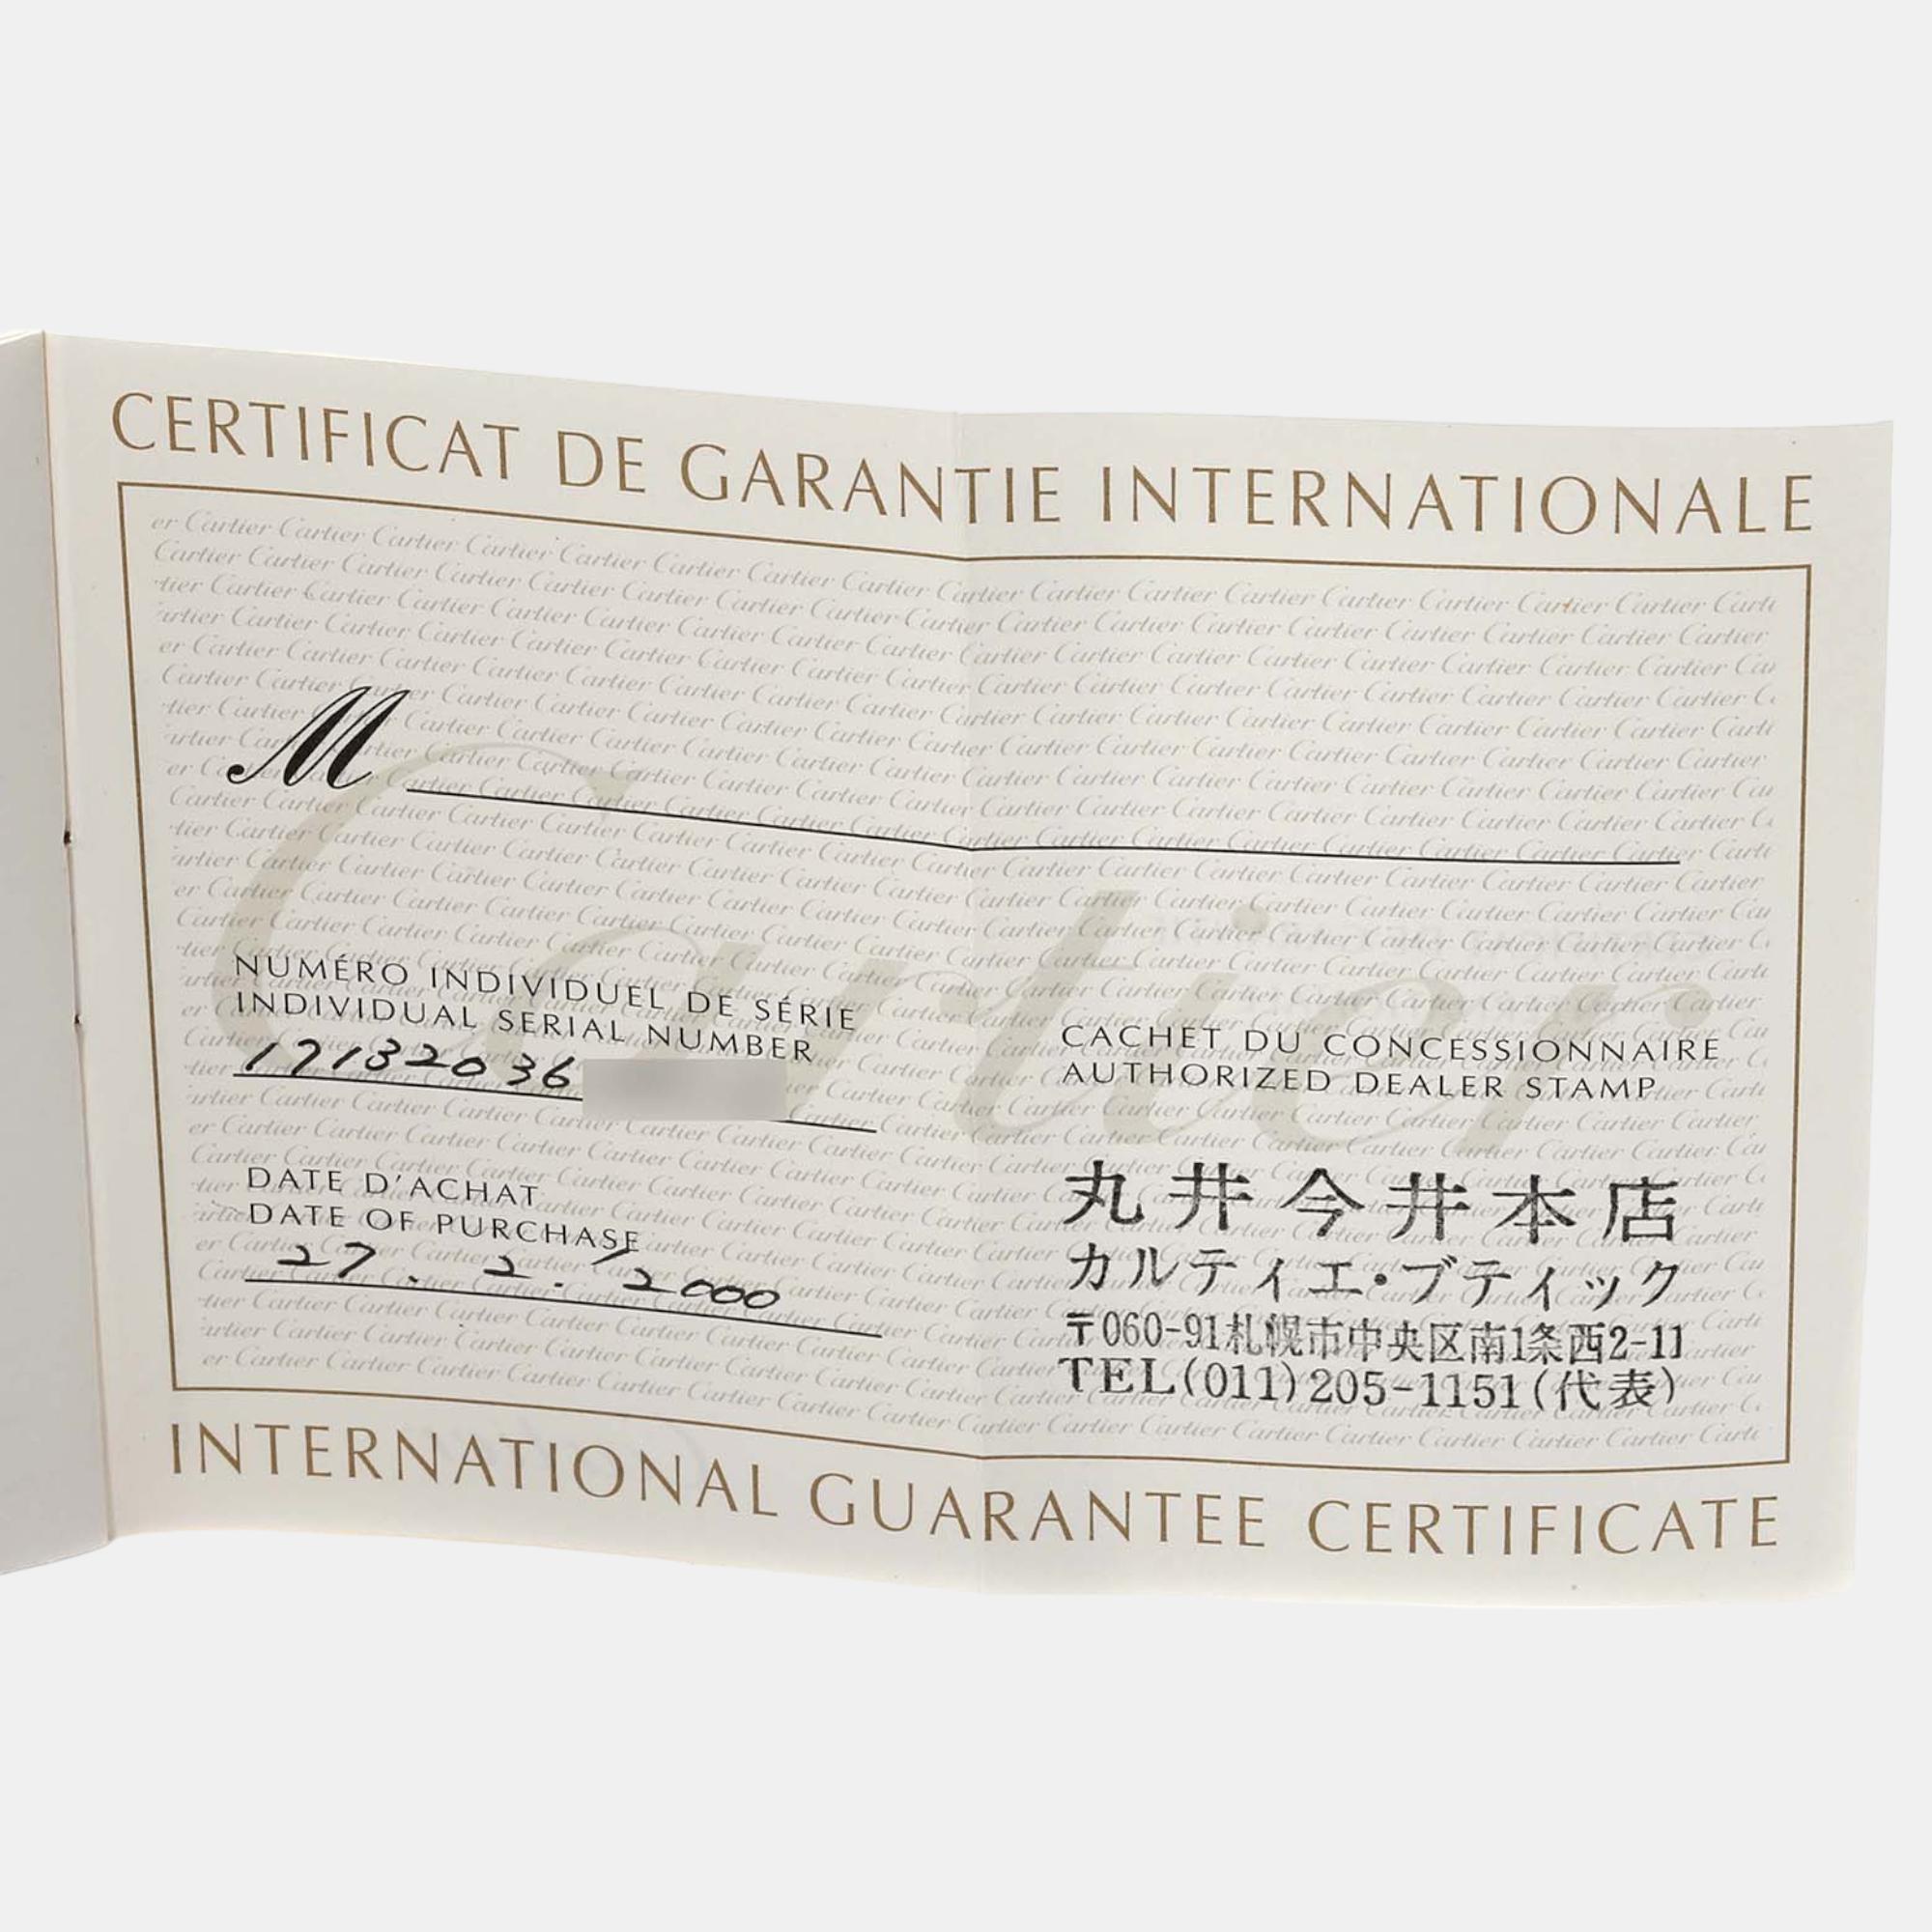 CERTIFICAT DE GARANTIE INTERNATIONALE
M
Cartier
NUMÉRO INDIVIDUEL DE SÉRIE
INDIVIDUAL SERIAL NUMBER
17132036
DATE D'ACHAT
DATE OF PURCHASE
27. 2. '2000
CACHET DU CONCESSIONNAIRE
AUTHORIZED DEALER STAMP
丸井今井本店
カルティエ・ブティック
〒060-91札幌市中央区南1条西2-11
TEL(011)205-1151(代表)
INTERNATIONAL GUARANTEE CERTIFICATE